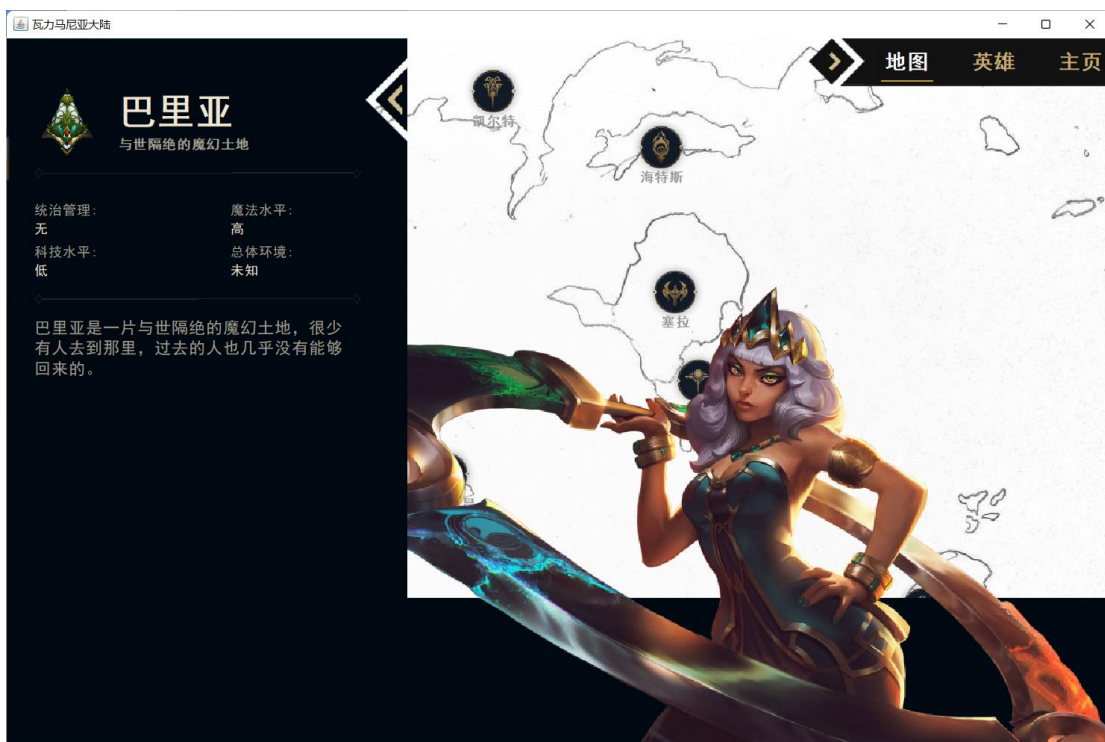 瓦力马尼亚大陆
地图 英雄 主页
巴里亚
与世隔绝的魔幻土地
统治管理: 魔法水平:
无 高
科技水平: 总体环境:
低 未知
巴里亚是一片与世隔绝的魔幻土地，很少
有人去到那里，过去的人也几乎没有能够
回来的。
凯尔特
海特斯
塞拉